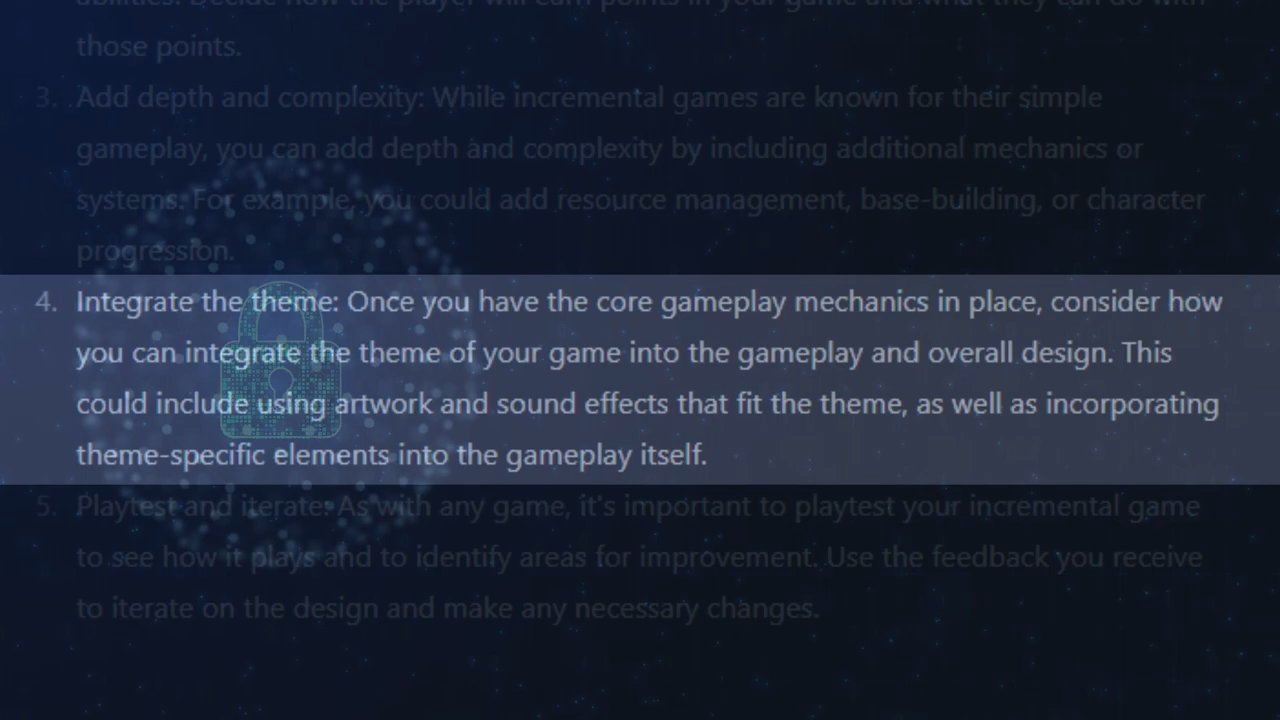 abilities. Decide how the player will earn points in your game and what they can do with
those points.
3. Add depth and complexity: While incremental games are known for their simple
gameplay, you can add depth and complexity by including additional mechanics or
systems. For example, you could add resource management, base-building, or character
progression.
4. Integrate the theme: Once you have the core gameplay mechanics in place, consider how
you can integrate the theme of your game into the gameplay and overall design. This
could include using artwork and sound effects that fit the theme, as well as incorporating
theme-specific elements into the gameplay itself.
5. Playtest and iterate: As with any game, it's important to playtest your incremental game
to see how it plays and to identify areas for improvement. Use the feedback you receive
to iterate on the design and make any necessary changes.